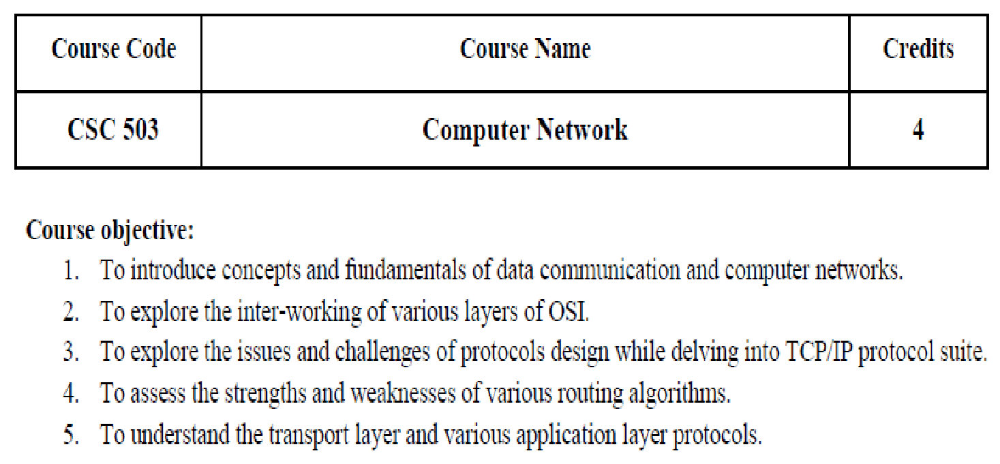 Course Code Course Name Credits
CSC 503 Computer Network 4
Course objective:
1. To introduce concepts and fundamentals of data communication and computer networks.
2. To explore the inter-working of various layers of OSI.
3. To explore the issues and challenges of protocols design while delving into TCP/IP protocol suite.
4. To assess the strengths and weaknesses of various routing algorithms.
5. To understand the transport layer and various application layer protocols.